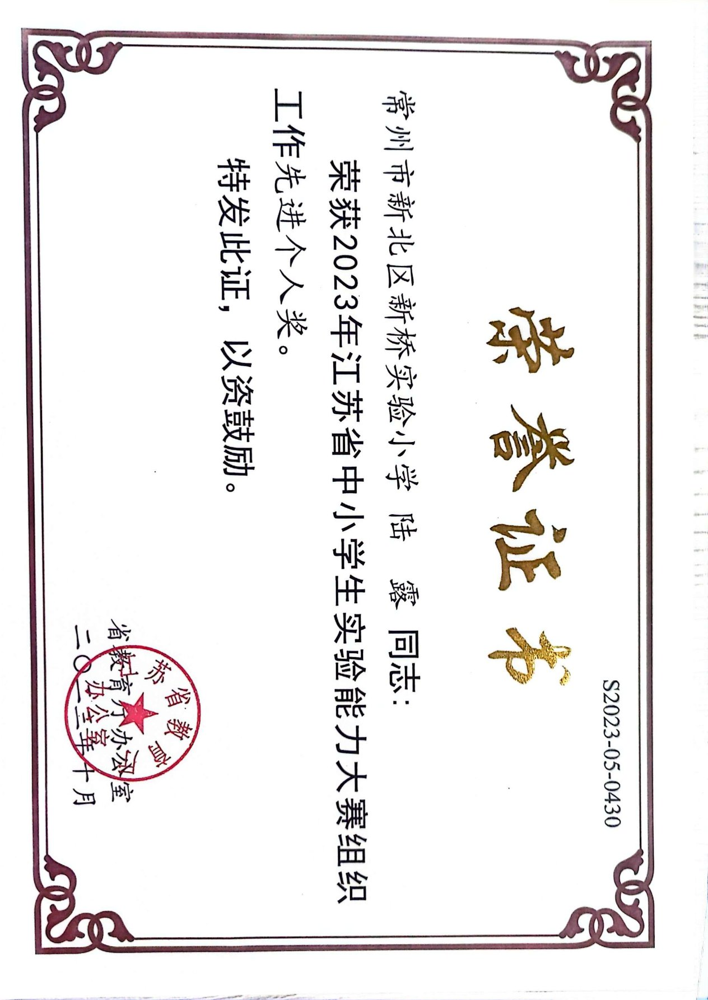 S2023-05-0430
荣誉证书
常州市新北区新桥实验小学 陆 露 同志：
荣获2023年江苏省中小学生实验能力大赛组织
工作先进个人奖。
特发此证，以资鼓励。
省教育厅办公室
二〇二三年十月
江苏省教育厅
办公室